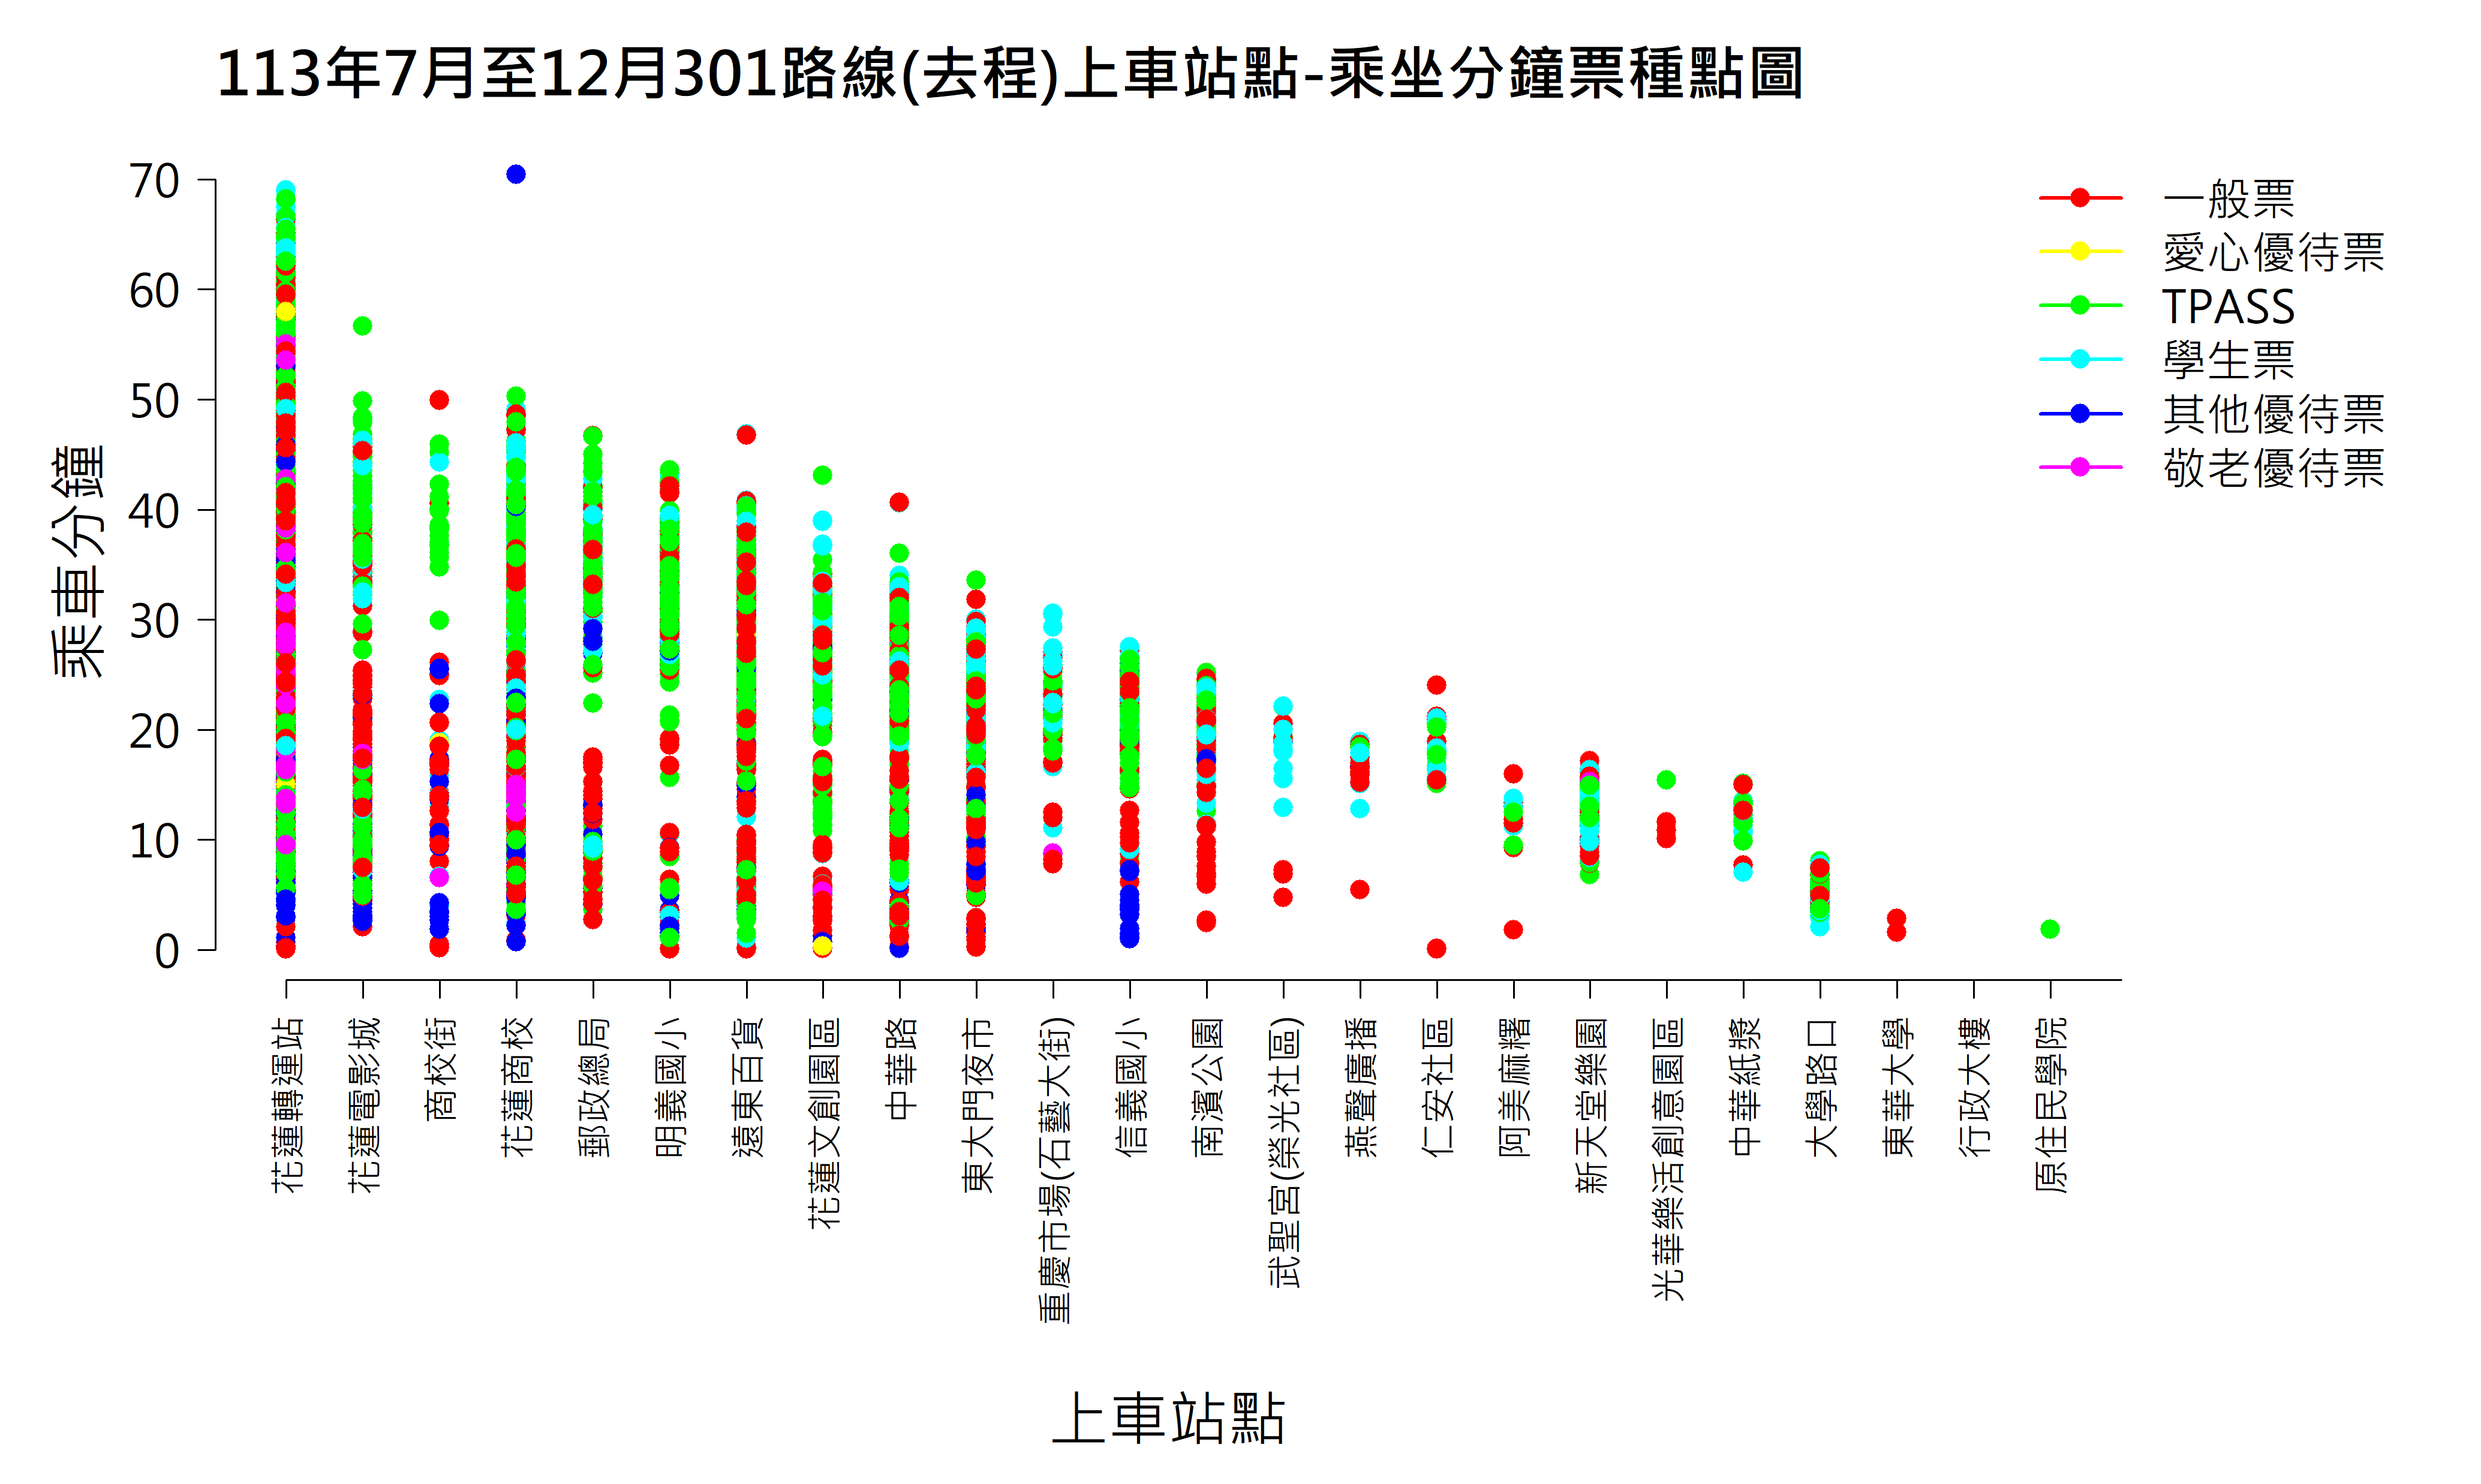 113年7月至12月301路線(去程)上車站點-乘坐分鐘票種點圖
70
60
50
40
30
20
10
0
乘車分鐘
一般票
愛心優待票
TPASS
學生票
其他優待票
敬老優待票
花蓮轉運站
花蓮電影城
商校街
花蓮商校
郵政總局
明義國小
遠東百貨
花蓮文創園區
中華路
東大門夜市
重慶市場(石藝大街)
信義國小
南濱公園
武聖宮(榮光社區)
燕聲廣播
仁安社區
阿美麻糬
新天堂樂園
光華樂活創意園區
中華紙漿
大學路口
東華大學
行政大樓
原住民學院
上車站點